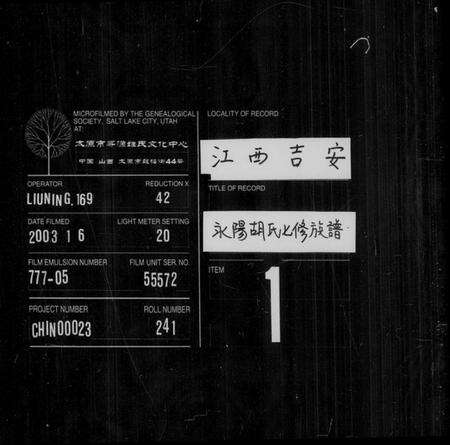 MICROFILMED BY THE GENEALOGICAL
SOCIETY, SALT LAKE CITY, UTAH
AT:
太原市寻源姓氏文化中心
中国 山西 太原市 44号
OPERATOR
LIUNING, 169
REDUCTION X
42
DATE FILMED
2003 1 6
LIGHT METER SETTING
20
FILM EMULSION NUMBER
777-05
FILM UNIT SER. NO.
55572
PROJECT NUMBER
CHIN00023
ROLL NUMBER
241
LOCALITY OF RECORD
江西吉安
TITLE OF RECORD
永陽胡氏七修族譜
ITEM
1